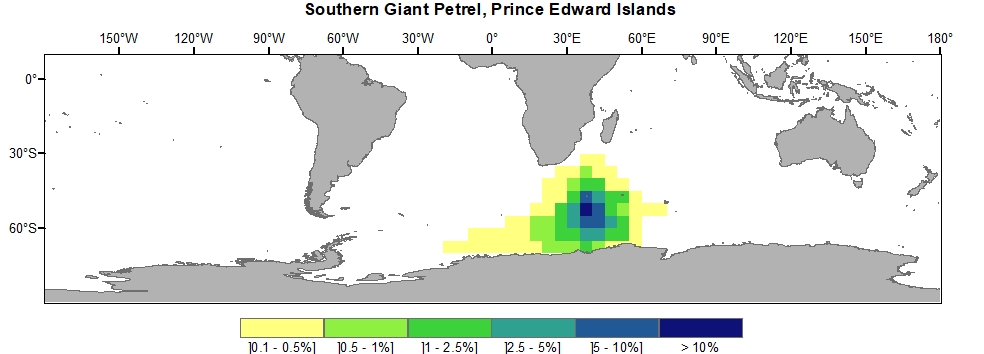 Southern Giant Petrel, Prince Edward Islands
150°W 120°W 90°W 60°W 30°W 0° 30°E 60°E 90°E 120°E 150°E 180°
0°
30°S
60°S
]0.1 - 0.5%] ]0.5 - 1%] ]1 - 2.5%] ]2.5 - 5%] ]5 - 10%] > 10%